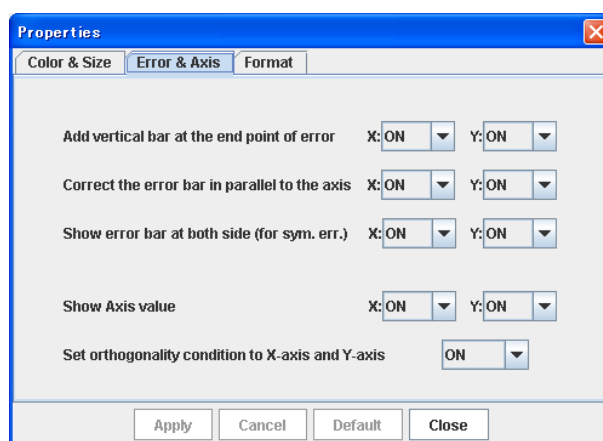 Properties
Color & Size Error & Axis Format
Add vertical bar at the end point of error X: ON Y: ON
Correct the error bar in parallel to the axis X: ON Y: ON
Show error bar at both side (for sym. err.) X: ON Y: ON
Show Axis value X: ON Y: ON
Set orthogonality condition to X-axis and Y-axis ON
Apply Cancel Default Close